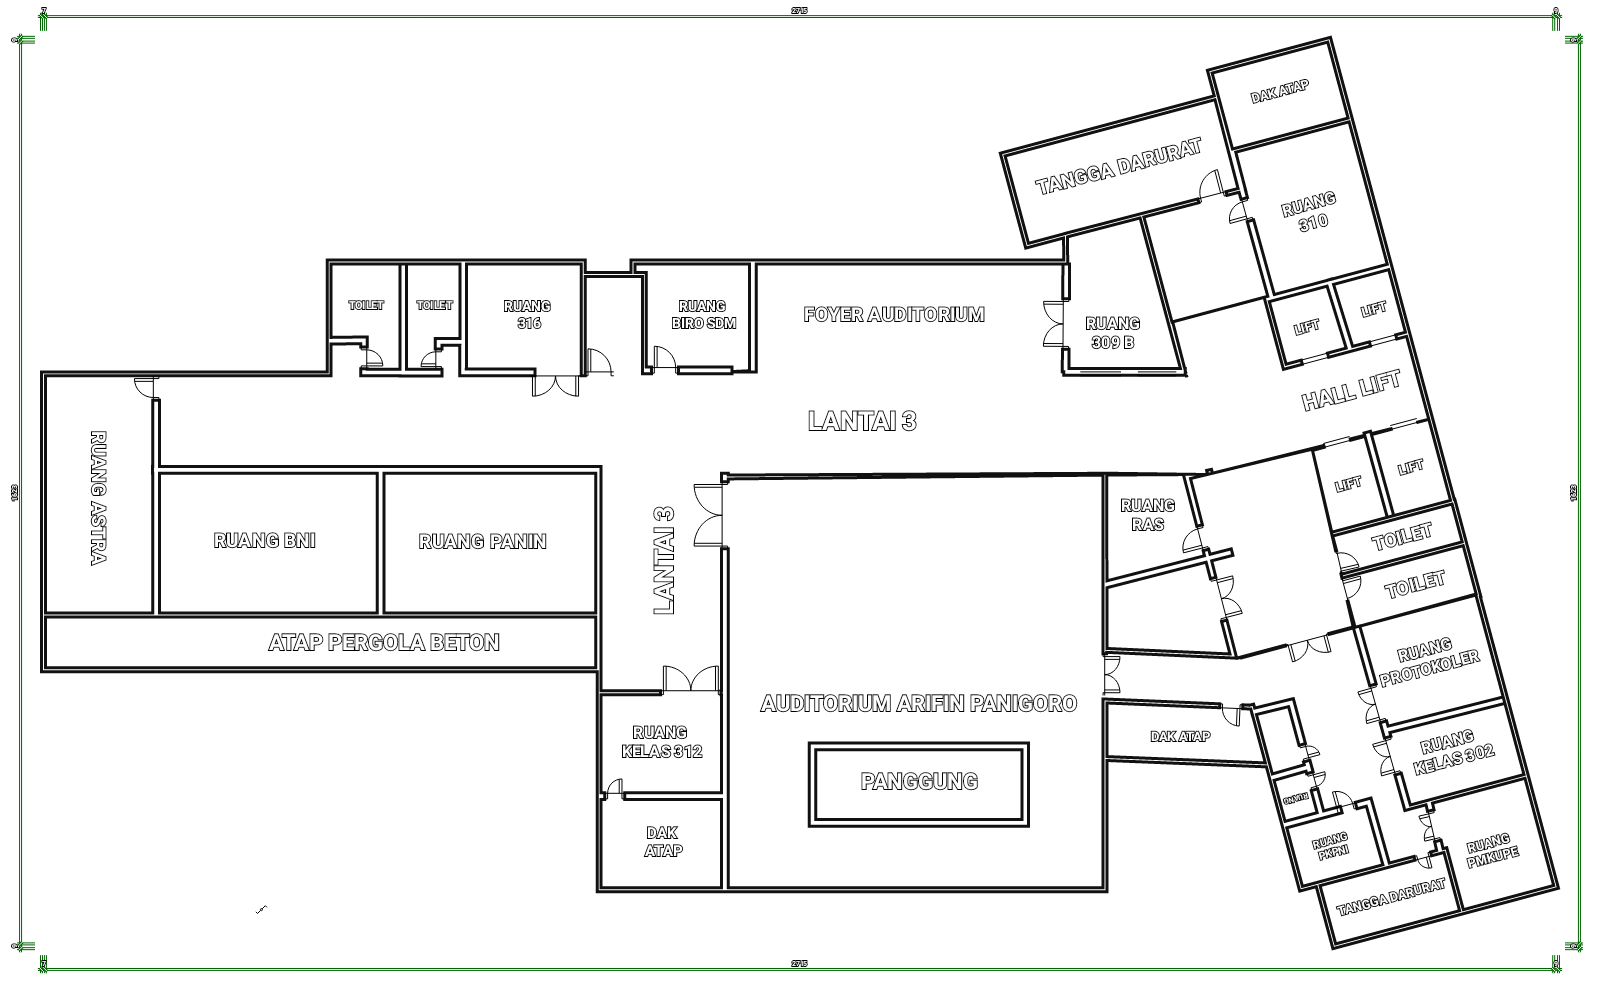 2715
DAK ATAP
TANGGA DARURAT
RUANG
310
TOILET
TOILET
RUANG
316
RUANG
BIRO SDM
FOYER AUDITORIUM
RUANG
309 B
LIFT
LIFT
HALL LIFT
LANTAI 3
RUANG ASTRA
RUANG BNI
RUANG PANIN
LANTAI 3
RUANG
RAS
LIFT
LIFT
TOILET
TOILET
ATAP PERGOLA BETON
RUANG
PROTOKOLER
AUDITORIUM ARIFIN PANIGORO
RUANG
KELAS 312
DAK ATAP
RUANG
KELAS 302
PANGGUNG
DAK
ATAP
RUANG
PKPNI
RUANG
PMKUPE
TANGGA DARURAT
2715